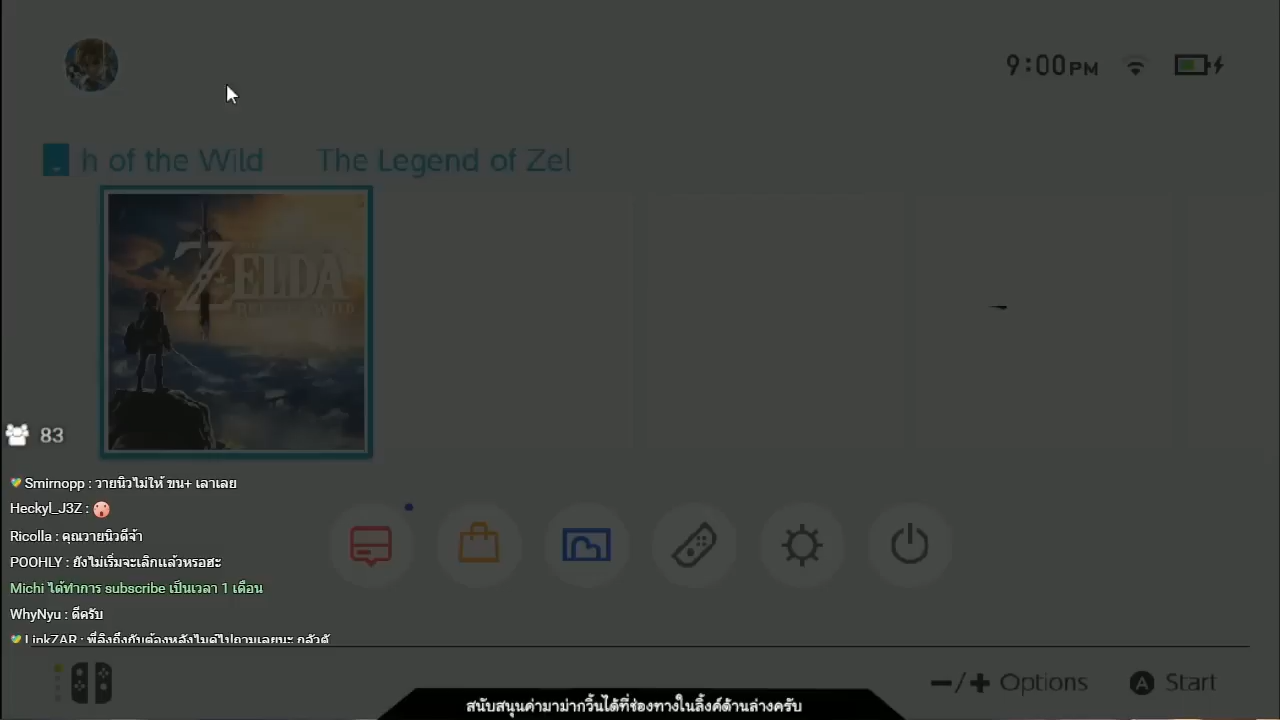 9:00PM
h of the Wild The Legend of Zel
ZELDA
83
Smirnopp : วายนิวไม่ให้ ขน+ เลาเลย
Heckyl_J3Z :
Ricolla : คุณวายนิวดีจ้า
POOHLY : ยังไม่เริ่มจะเลิกแล้วหรอฮะ
Michi ได้ทำการ subscribe เป็นเวลา 1 เดือน
WhyNyu : ดีครับ
LinkZAR :
−/+ Options A Start
สนับสนุนค่ามาม่ากวิ้นได้ที่ช่องทางในลิ้งค์ด้านล่างครับ